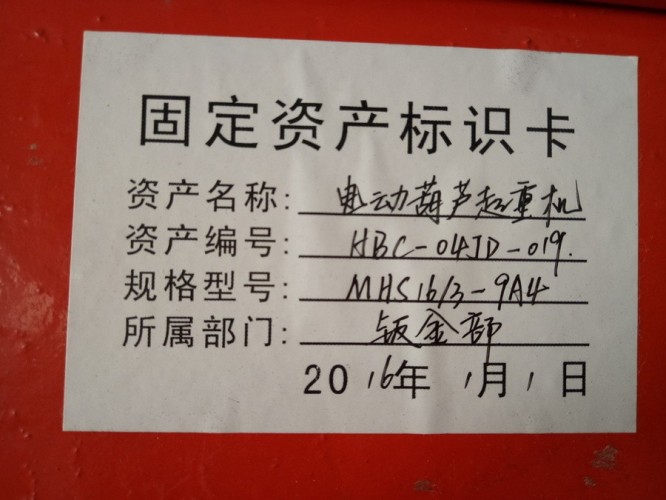 固定资产标识卡
资产名称: 电动葫芦起重机
资产编号: HBC-04JD-019.
规格型号: MHS16/3-9A4
所属部门: 钣金部
2016年 1月1日